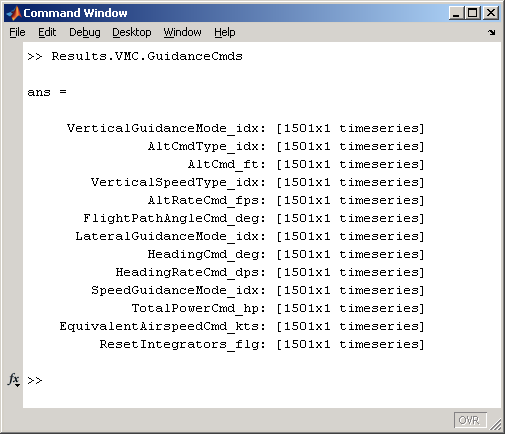 Command Window
File Edit Debug Desktop Window Help
>> Results.VMC.GuidanceCmds
ans =
VerticalGuidanceMode_idx: [1501x1 timeseries]
AltCmdType_idx: [1501x1 timeseries]
AltCmd_ft: [1501x1 timeseries]
VerticalSpeedType_idx: [1501x1 timeseries]
AltRateCmd_fps: [1501x1 timeseries]
FlightPathAngleCmd_deg: [1501x1 timeseries]
LateralGuidanceMode_idx: [1501x1 timeseries]
HeadingCmd_deg: [1501x1 timeseries]
HeadingRateCmd_dps: [1501x1 timeseries]
SpeedGuidanceMode_idx: [1501x1 timeseries]
TotalPowerCmd_hp: [1501x1 timeseries]
EquivalentAirspeedCmd_kts: [1501x1 timeseries]
ResetIntegrators_flg: [1501x1 timeseries]
fx >>
OVR